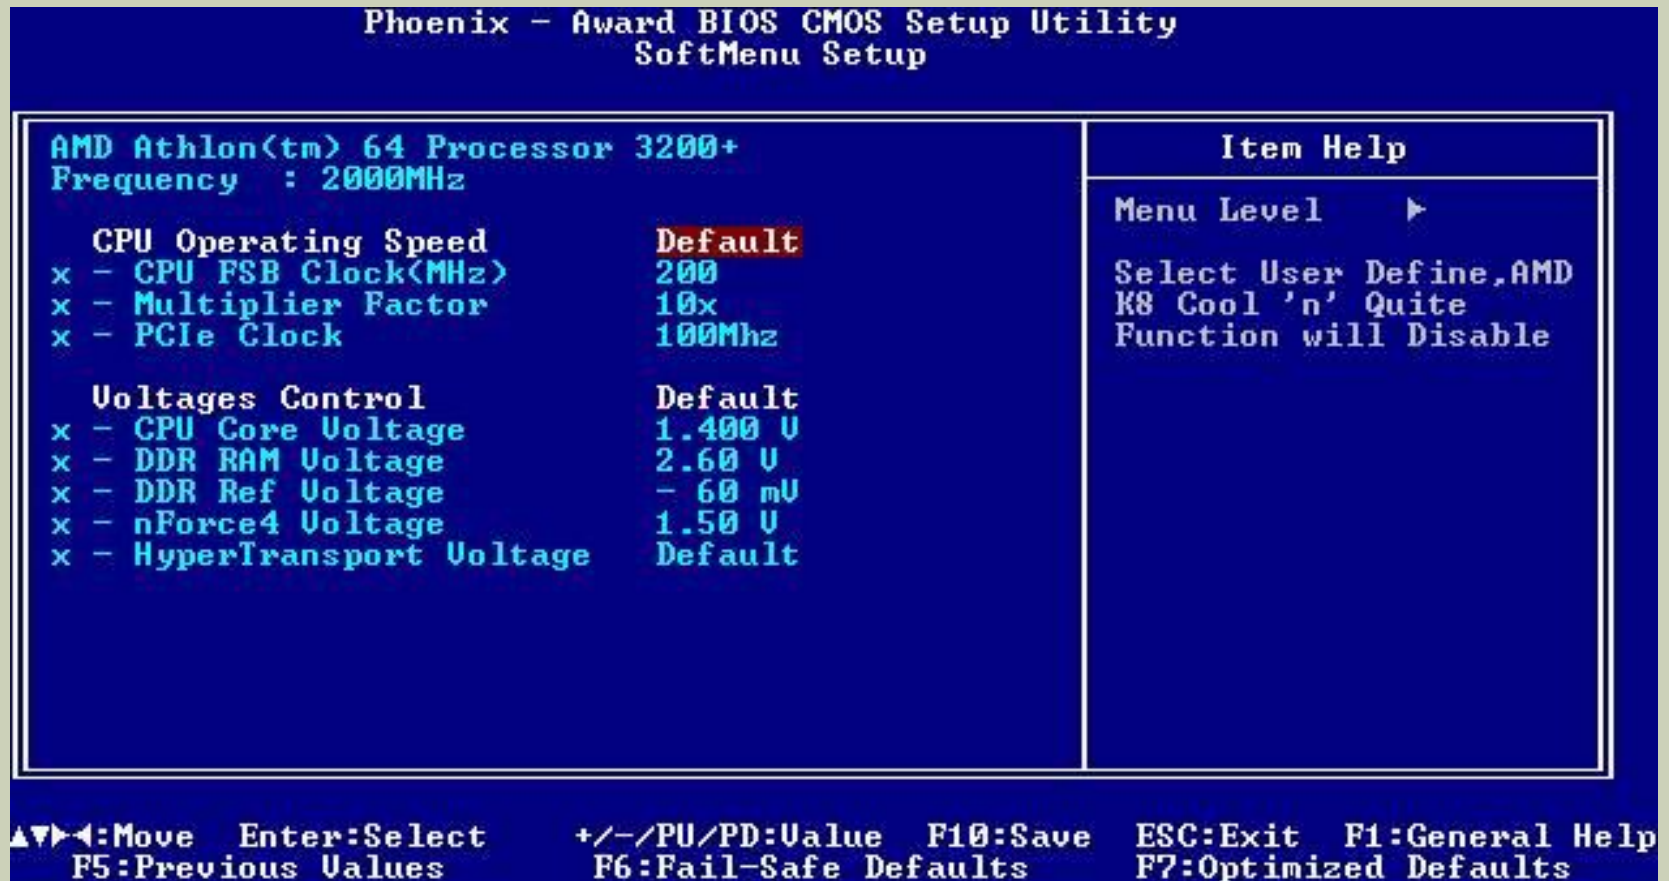 Phoenix - Award BIOS CMOS Setup Utility
SoftMenu Setup
AMD Athlon(tm) 64 Processor 3200+
Frequency : 2000MHz
CPU Operating Speed Default
x - CPU FSB Clock(MHz) 200
x - Multiplier Factor 10x
x - PCIe Clock 100Mhz
Voltages Control Default
x - CPU Core Voltage 1.400 V
x - DDR RAM Voltage 2.60 V
x - DDR Ref Voltage - 60 mV
x - nForce4 Voltage 1.50 V
x - HyperTransport Voltage Default
Item Help
Menu Level ▶
Select User Define,AMD
K8 Cool 'n' Quite
Function will Disable
▲▼▶◀:Move Enter:Select +/-/PU/PD:Value F10:Save ESC:Exit F1:General Help
F5:Previous Values F6:Fail-Safe Defaults F7:Optimized Defaults